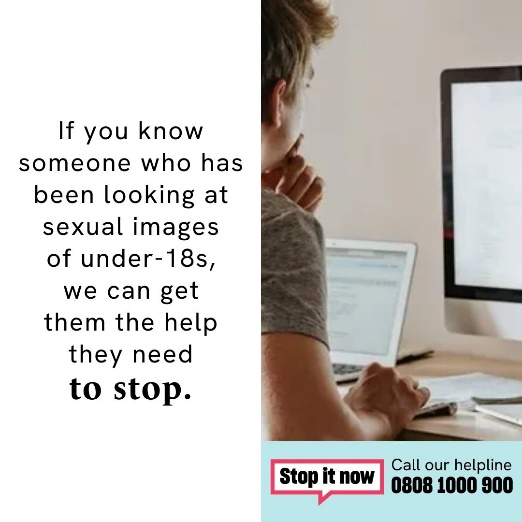 If you know
someone who has
been looking at
sexual images
of under-18s,
we can get
them the help
they need
to stop.
Stop it now
Call our helpline
0808 1000 900